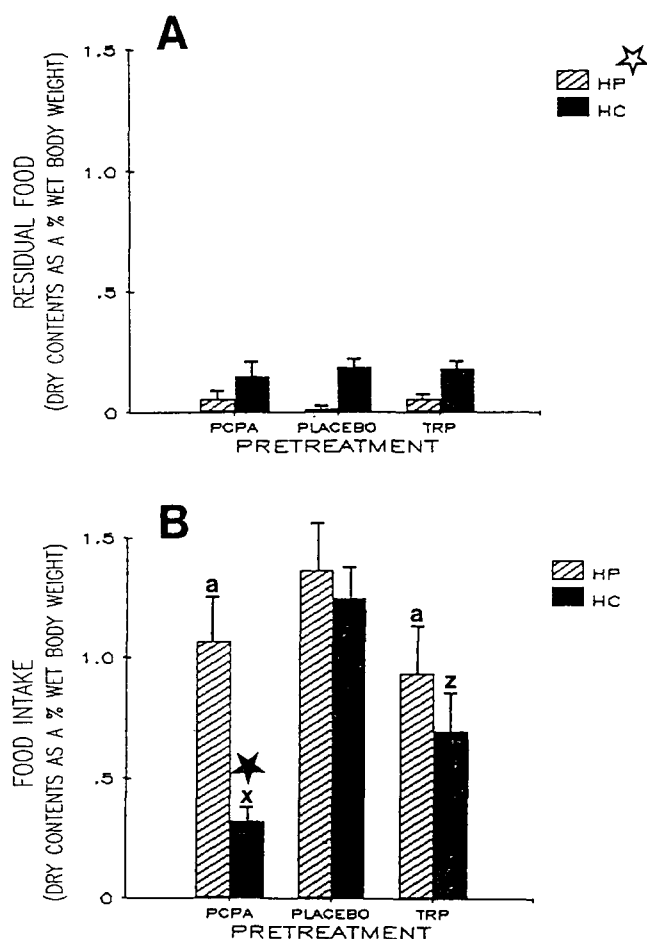 A
1.5
1.0
.5
0
RESIDUAL FOOD
(DRY CONTENTS AS A % WET BODY WEIGHT)
HP
HC
PCPA PLACEBO TRP
PRETREATMENT
B
1.5
1.0
.5
0
FOOD INTAKE
(DRY CONTENTS AS A % WET BODY WEIGHT)
HP
HC
a
x
a
z
PCPA PLACEBO TRP
PRETREATMENT